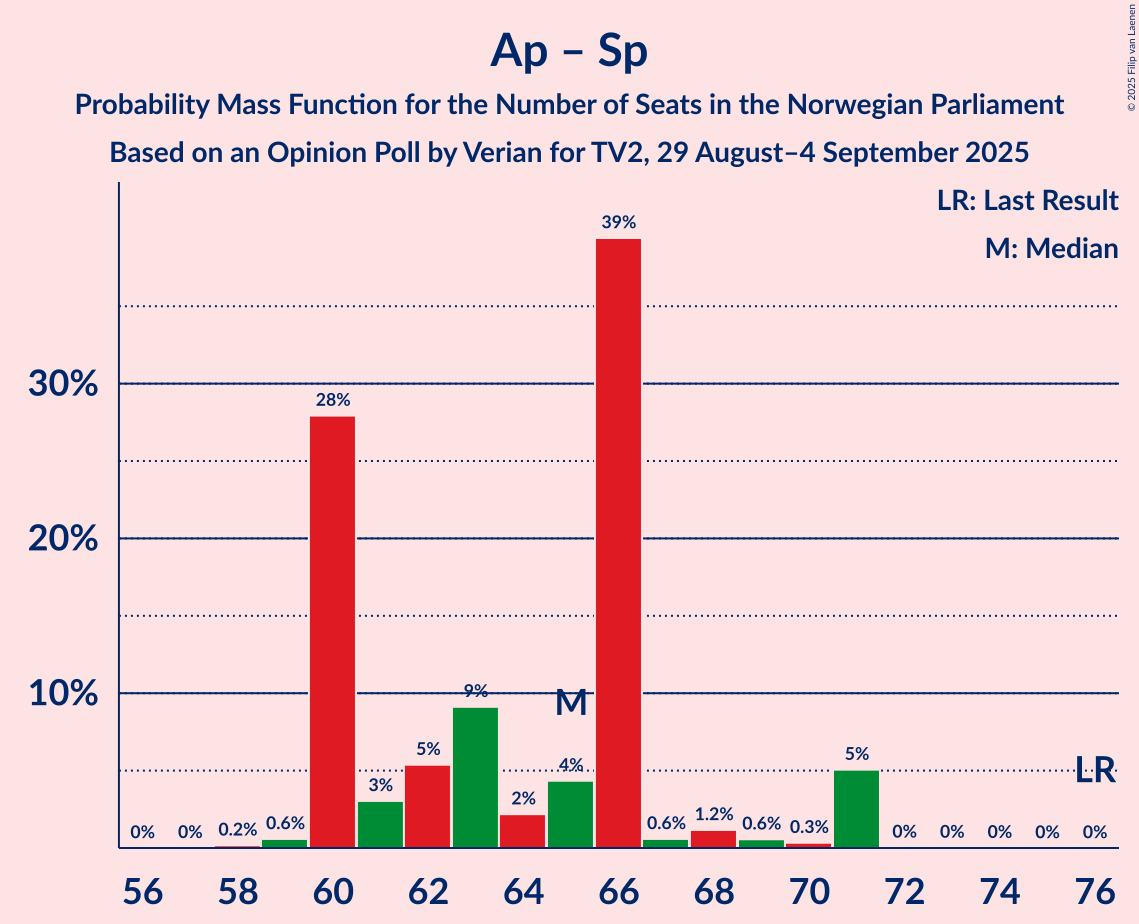 Ap – Sp
Probability Mass Function for the Number of Seats in the Norwegian Parliament
Based on an Opinion Poll by Verian for TV2, 29 August–4 September 2025
© 2025 Filip van Laenen
LR: Last Result
M: Median
39%
30%
28%
20%
10%
9%
M
5%
4%
5%
LR
3%
2%
0% 0% 0.2% 0.6% 0.6% 1.2% 0.6% 0.3% 0% 0% 0% 0% 0%
56 58 60 62 64 66 68 70 72 74 76